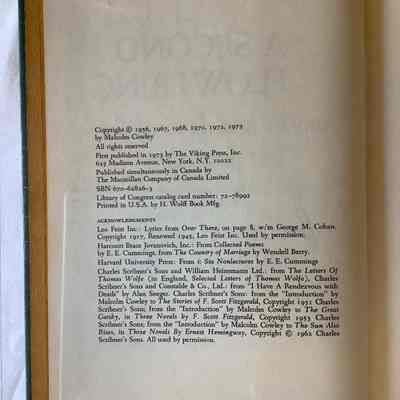 A SECOND
FLOWERING
Copyright © 1956, 1967, 1968, 1970, 1972, 1973
by Malcolm Cowley
All rights reserved
First published in 1973 by The Viking Press, Inc.
625 Madison Avenue, New York, N.Y. 10022
Published simultaneously in Canada by
The Macmillan Company of Canada Limited
SBN 670-62826-3
Library of Congress catalog card number: 72-78992
Printed in U.S.A. by H. Wolff Book Mfg.
ACKNOWLEDGMENTS
Leo Feist Inc.: Lyrics from Over There, on page 8, w/m George M. Cohan.
Copyright 1917, Renewed 1945, Leo Feist Inc. Used by permission.
Harcourt Brace Jovanovich, Inc.: From Collected Poems
by E. E. Cummings, from The Country of Marriage by Wendell Berry.
Harvard University Press: From i: Six Nonlectures by E. E. Cummings
Charles Scribner's Sons and William Heinemann Ltd.: from The Letters Of
Thomas Wolfe (in England, Selected Letters of Thomas Wolfe), Charles
Scribner's Sons and Constable & Co., Ltd.: from "I Have A Rendezvous with
Death" by Alan Seeger. Charles Scribner's Sons: from the "Introduction" by
Malcolm Cowley to The Stories of F. Scott Fitzgerald, Copyright 1951 Charles
Scribner's Sons; from the "Introduction" by Malcolm Cowley to The Great
Gatsby, in Three Novels by F. Scott Fitzgerald, Copyright 1953 Charles
Scribner's Sons; from the "Introduction" by Malcolm Cowley to The Sun Also
Rises, in Three Novels By Ernest Hemingway, Copyright © 1962 Charles
Scribner's Sons. All used by permission.